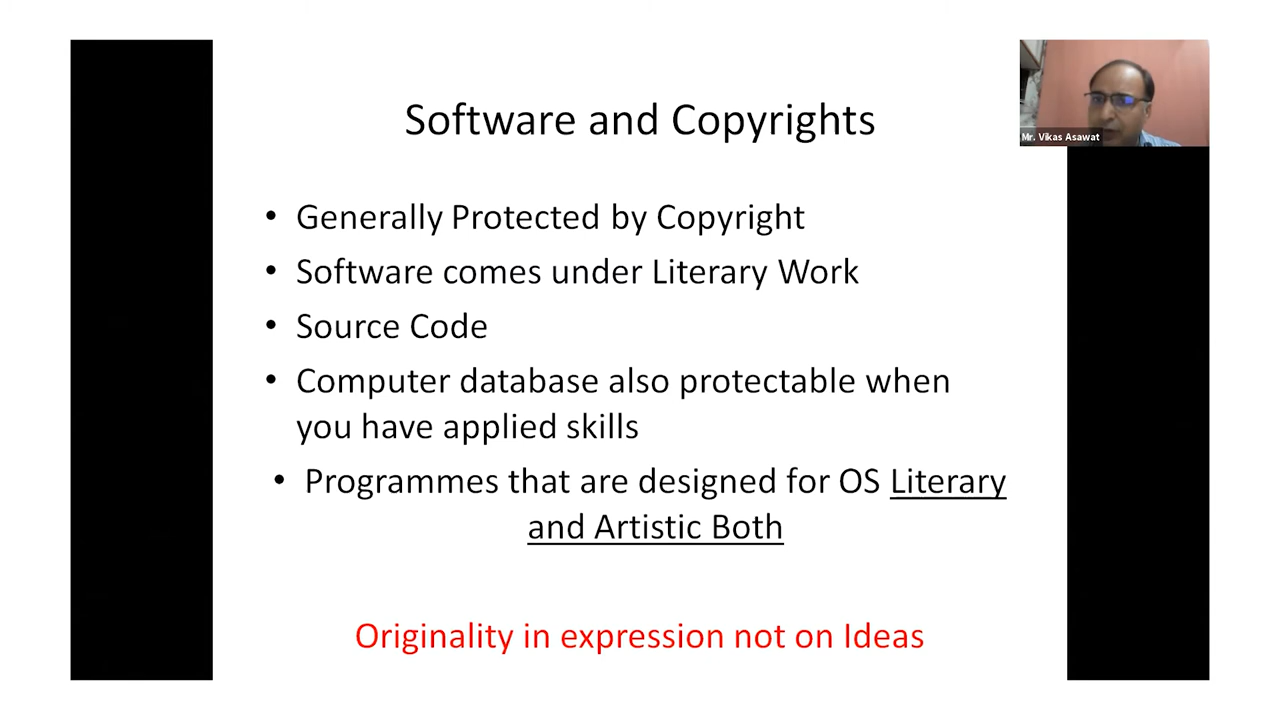 Software and Copyrights
Mr. Vikas Asawat
• Generally Protected by Copyright
• Software comes under Literary Work
• Source Code
• Computer database also protectable when
you have applied skills
• Programmes that are designed for OS Literary
and Artistic Both
Originality in expression not on Ideas